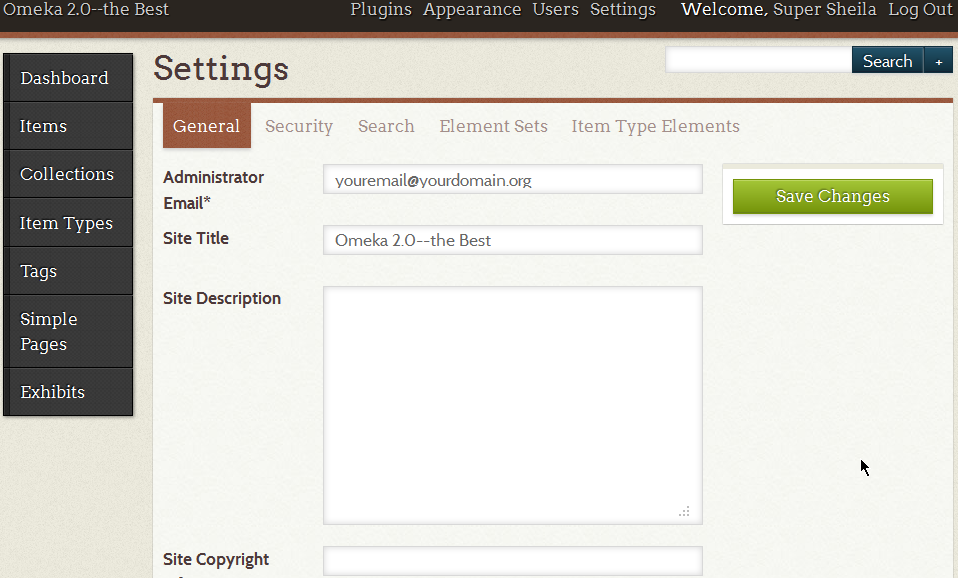 Omeka 2.0--the Best Plugins Appearance Users Settings Welcome, Super Sheila Log Out
Settings
Search +
Dashboard
Items
Collections
Item Types
Tags
Simple
Pages
Exhibits
General Security Search Element Sets Item Type Elements
Administrator
Email*
youremail@yourdomain.org
Save Changes
Site Title
Omeka 2.0--the Best
Site Description
Site Copyright